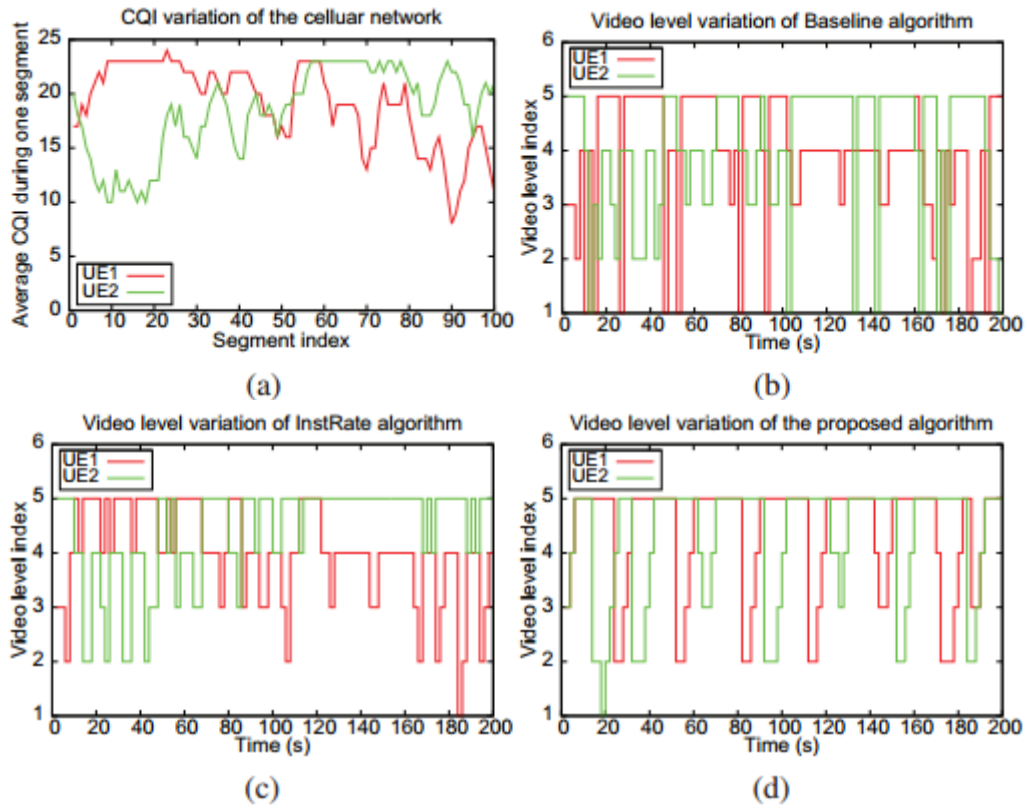 CQI variation of the celluar network
Average CQI during one segment
25
20
15
10
5
0
UE1
UE2
0 10 20 30 40 50 60 70 80 90 100
Segment index
(a)
Video level variation of Baseline algorithm
Video level index
6
5
4
3
2
1
UE1
UE2
0 20 40 60 80 100 120 140 160 180 200
Time (s)
(b)
Video level variation of InstRate algorithm
Video level index
6
5
4
3
2
1
UE1
UE2
0 20 40 60 80 100 120 140 160 180 200
Time (s)
(c)
Video level variation of the proposed algorithm
Video level index
6
5
4
3
2
1
UE1
UE2
0 20 40 60 80 100 120 140 160 180 200
Time (s)
(d)